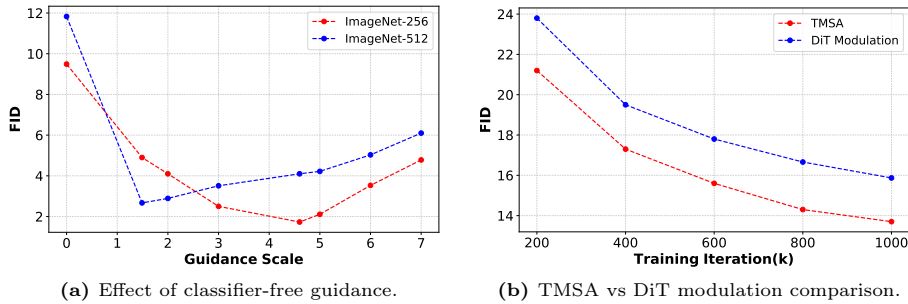 12
10
8
6
4
2
FID
0
1
2
3
4
5
6
7
Guidance Scale
ImageNet-256
ImageNet-512
(a) Effect of classifier-free guidance.
24
22
20
18
16
14
FID
200
400
600
800
1000
Training Iteration(k)
TMSA
DiT Modulation
(b) TMSA vs DiT modulation comparison.